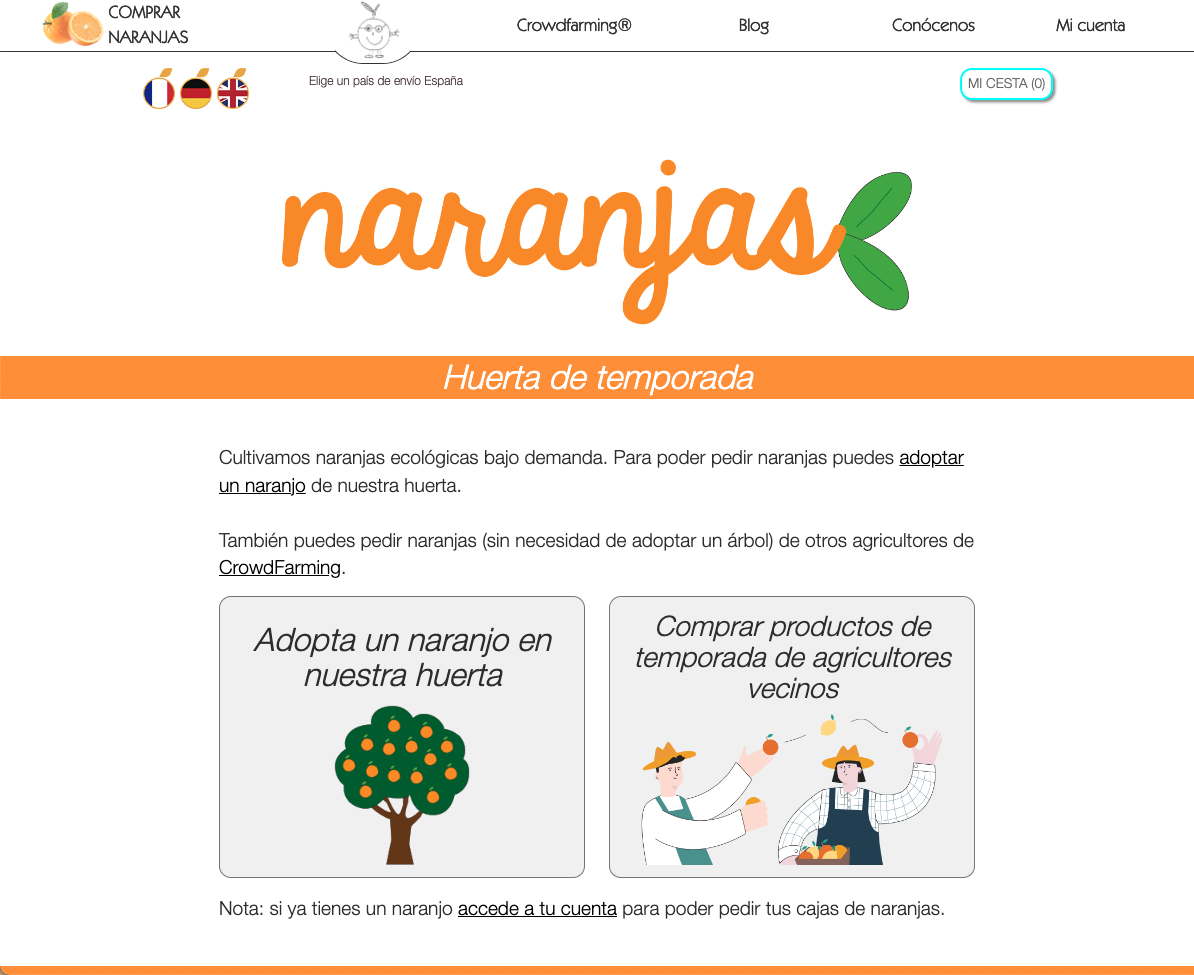 COMPRAR
NARANJAS
Crowdfarming® Blog Conócenos Mi cuenta
Elige un país de envío España
MI CESTA (0)
naranjas
Huerta de temporada
Cultivamos naranjas ecológicas bajo demanda. Para poder pedir naranjas puedes adoptar
un naranjo de nuestra huerta.
También puedes pedir naranjas (sin necesidad de adoptar un árbol) de otros agricultores de
CrowdFarming.
Adopta un naranjo en
nuestra huerta
Comprar productos de
temporada de agricultores
vecinos
Nota: si ya tienes un naranjo accede a tu cuenta para poder pedir tus cajas de naranjas.